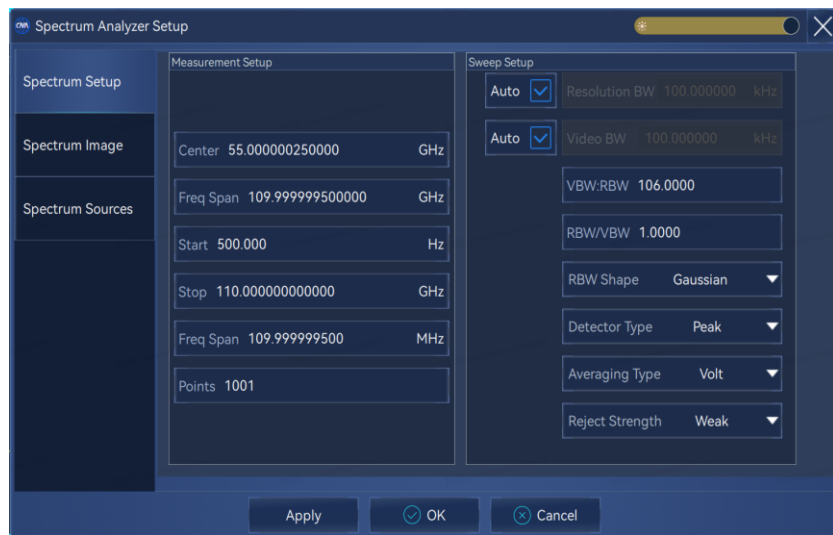 CNA Spectrum Analyzer Setup
Spectrum Setup
Spectrum Image
Spectrum Sources
Measurement Setup
Center 55.000000250000 GHz
Freq Span 109.999999500000 GHz
Start 500.000 Hz
Stop 110.000000000000 GHz
Freq Span 109.999999500 MHz
Points 1001
Sweep Setup
Auto Resolution BW 100.000000 kHz
Auto Video BW 100.000000 kHz
VBW:RBW 106.0000
RBW/VBW 1.0000
RBW Shape Gaussian
Detector Type Peak
Averaging Type Volt
Reject Strength Weak
Apply OK Cancel